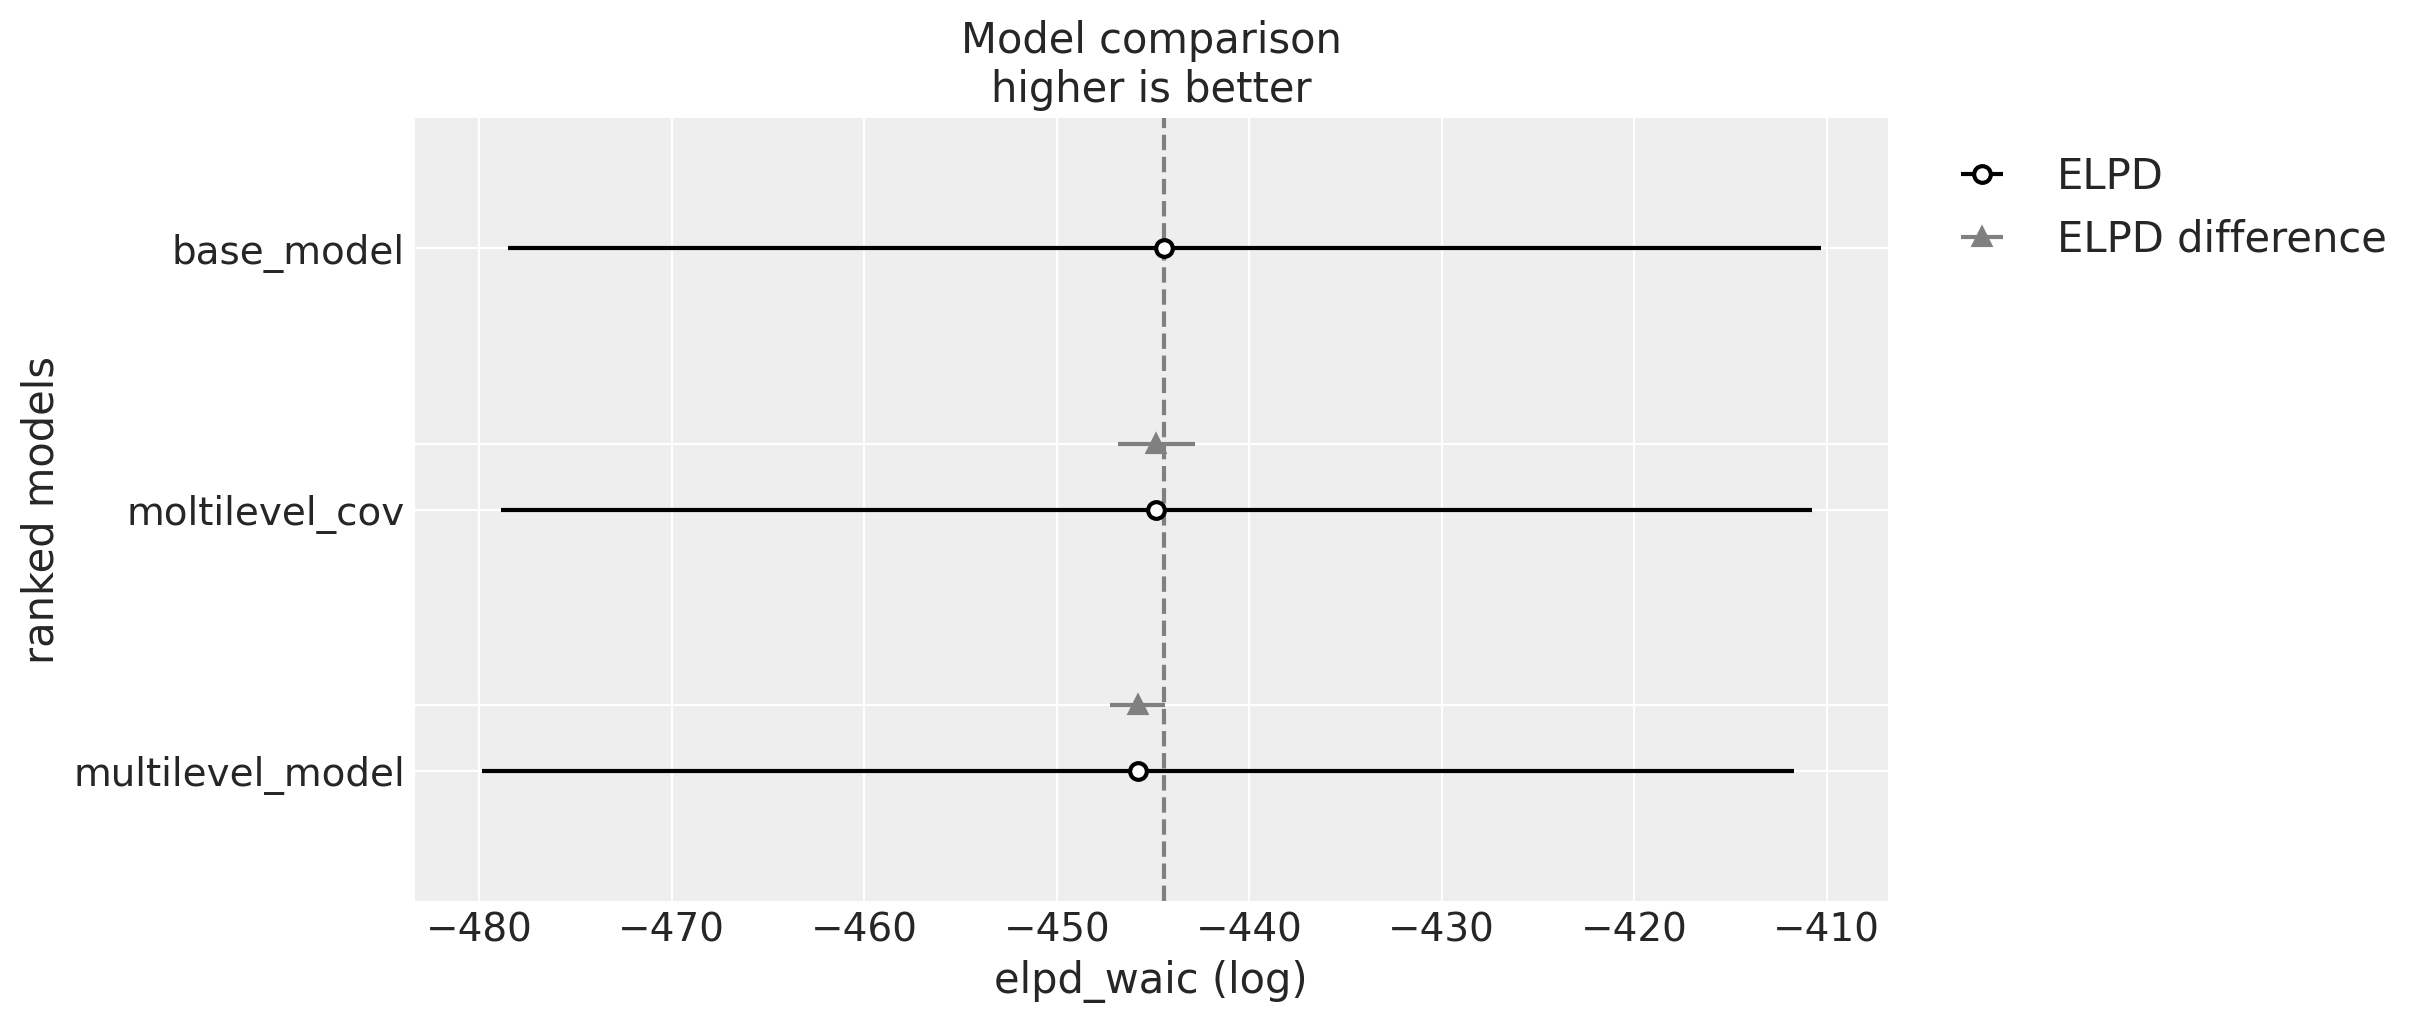 Model comparison
higher is better
ELPD
ELPD difference
ranked models
base_model
moltilevel_cov
multilevel_model
−480 −470 −460 −450 −440 −430 −420 −410
elpd_waic (log)